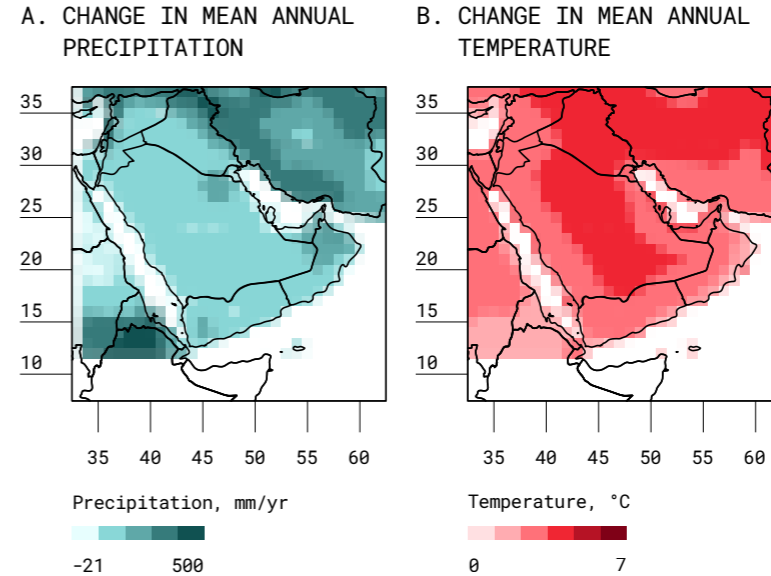 A. CHANGE IN MEAN ANNUAL
PRECIPITATION
35
30
25
20
15
10
35 40 45 50 55 60
Precipitation, mm/yr
-21 500
B. CHANGE IN MEAN ANNUAL
TEMPERATURE
35
30
25
20
15
10
35 40 45 50 55 60
Temperature, °C
0 7